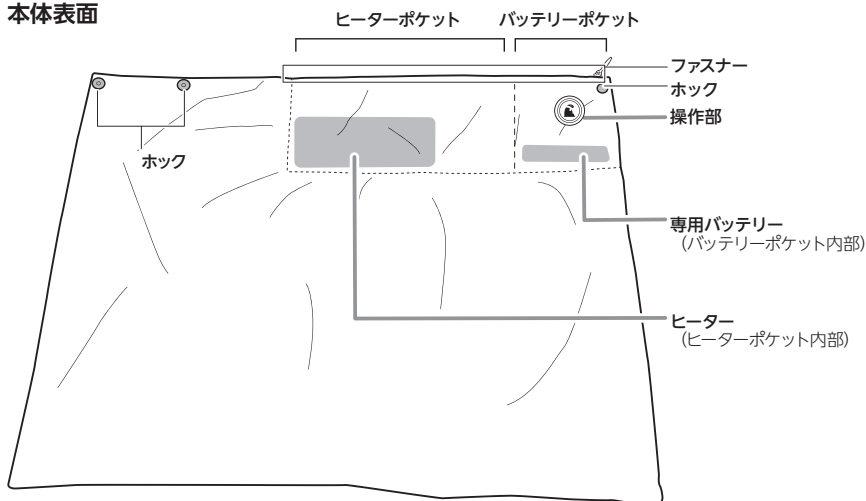 本体表面
ヒーターポケット
バッテリーポケット
ファスナー
ホック
操作部
ホック
専用バッテリー
（バッテリーポケット内部）
ヒーター
（ヒーターポケット内部）